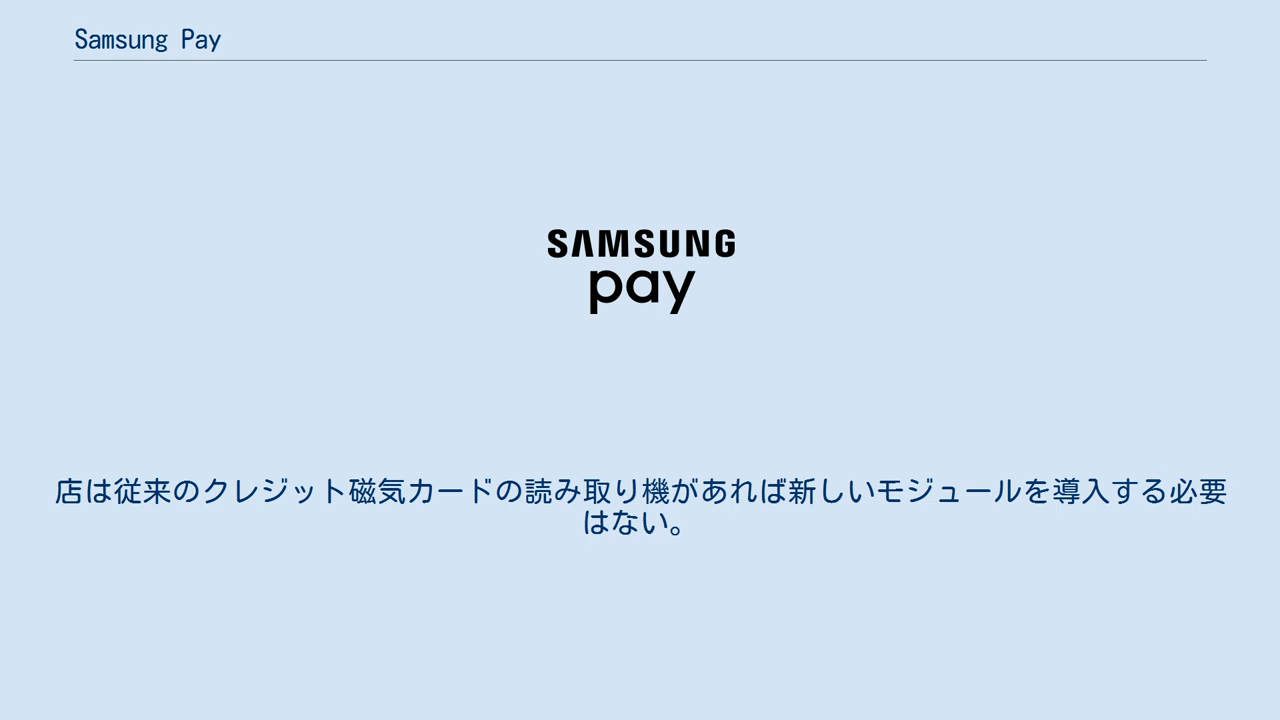 Samsung Pay
SAMSUNG
pay
店は従来のクレジット磁気カードの読み取り機があれば新しいモジュールを導入する必要
はない。